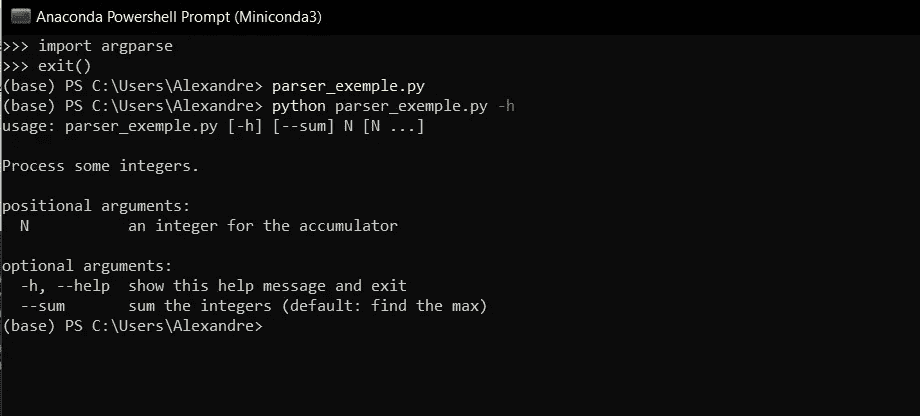 Anaconda Powershell Prompt (Miniconda3)
>>> import argparse
>>> exit()
(base) PS C:\Users\Alexandre> parser_exemple.py
(base) PS C:\Users\Alexandre> python parser_exemple.py -h
usage: parser_exemple.py [-h] [--sum] N [N ...]

Process some integers.

positional arguments:
  N           an integer for the accumulator

optional arguments:
  -h, --help  show this help message and exit
  --sum       sum the integers (default: find the max)
(base) PS C:\Users\Alexandre>